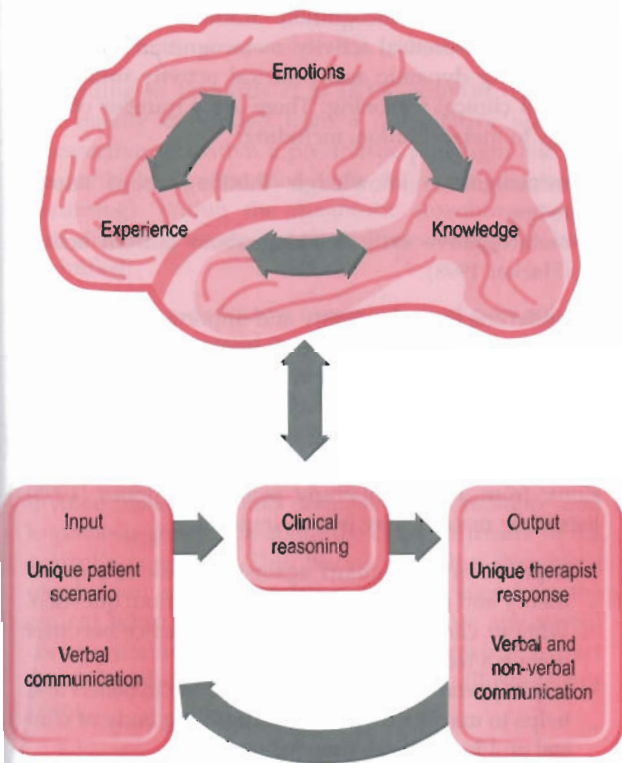 Emotions
Experience
Knowledge
Input
Unique patient
scenario
Verbal
communication
Clinical
reasoning
Output
Unique therapist
response
Verbal and
non-verbal
communication